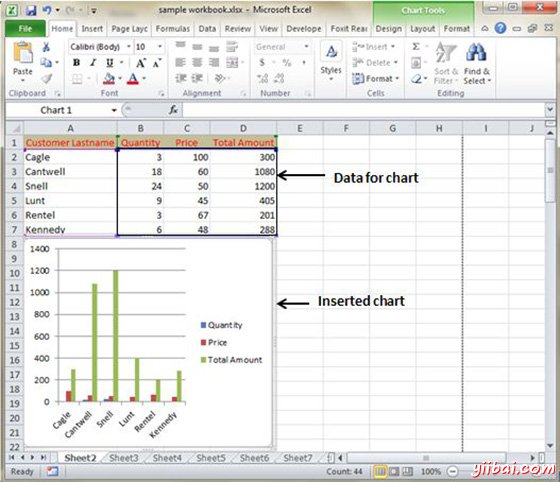 sample workbook.xlsx - Microsoft Excel
Chart Tools
File Home Insert Page Layo Formulas Data Review View Develope Foxit Reac Design Layout Format
Calibri (Body) 10
Paste
Alignment
Number
Styles
Insert
Delete
Format
Sort & Filter
Find & Select
Clipboard Font Alignment Number Cells Editing
Chart 1 fx
A B C D E F G H I J
1 Customer Lastname Quantity Price Total Amount
2 Cagle 3 100 300
3 Cantwell 18 60 1080
4 Snell 24 50 1200
5 Lunt 9 45 405
6 Rentel 3 67 201
7 Kennedy 6 48 288
Data for chart
8
9
10
11
12
13
14
15
16
17
18
19
20
21
22
1400
1200
1000
800
600
400
200
0
Cagle Cantwell Snell Lunt Rentel Kennedy
Quantity
Price
Total Amount
Inserted chart
Sheet2 Sheet3 Sheet4 Sheet5 Sheet6 Sheet7
Ready Count: 44 100%
yiibai.com